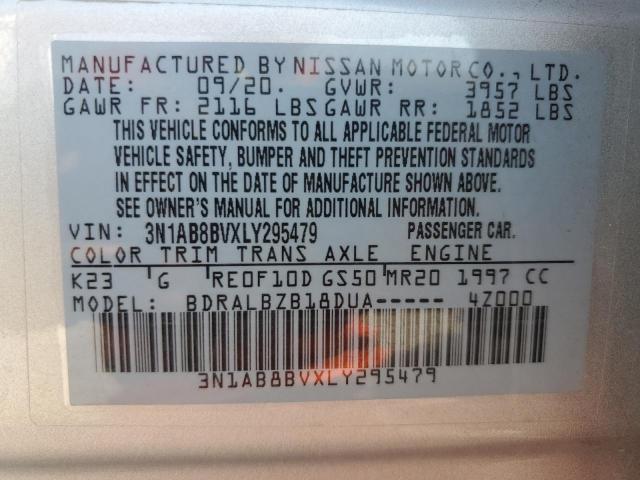 MANUFACTURED BY NISSAN MOTOR CO., LTD.
DATE: 09/20. GVWR: 3957 LBS
GAWR FR: 2116 LBS GAWR RR: 1852 LBS
THIS VEHICLE CONFORMS TO ALL APPLICABLE FEDERAL MOTOR
VEHICLE SAFETY, BUMPER AND THEFT PREVENTION STANDARDS
IN EFFECT ON THE DATE OF MANUFACTURE SHOWN ABOVE.
SEE OWNER'S MANUAL FOR ADDITIONAL INFORMATION.
VIN: 3N1AB8BVXLY295479 PASSENGER CAR.
COLOR TRIM TRANS AXLE ENGINE
K23 G RE0F10D GS50 MR20 1997 CC
MODEL: BDRALBZB18DUA----- 4Z000
3N1AB8BVXLY295479